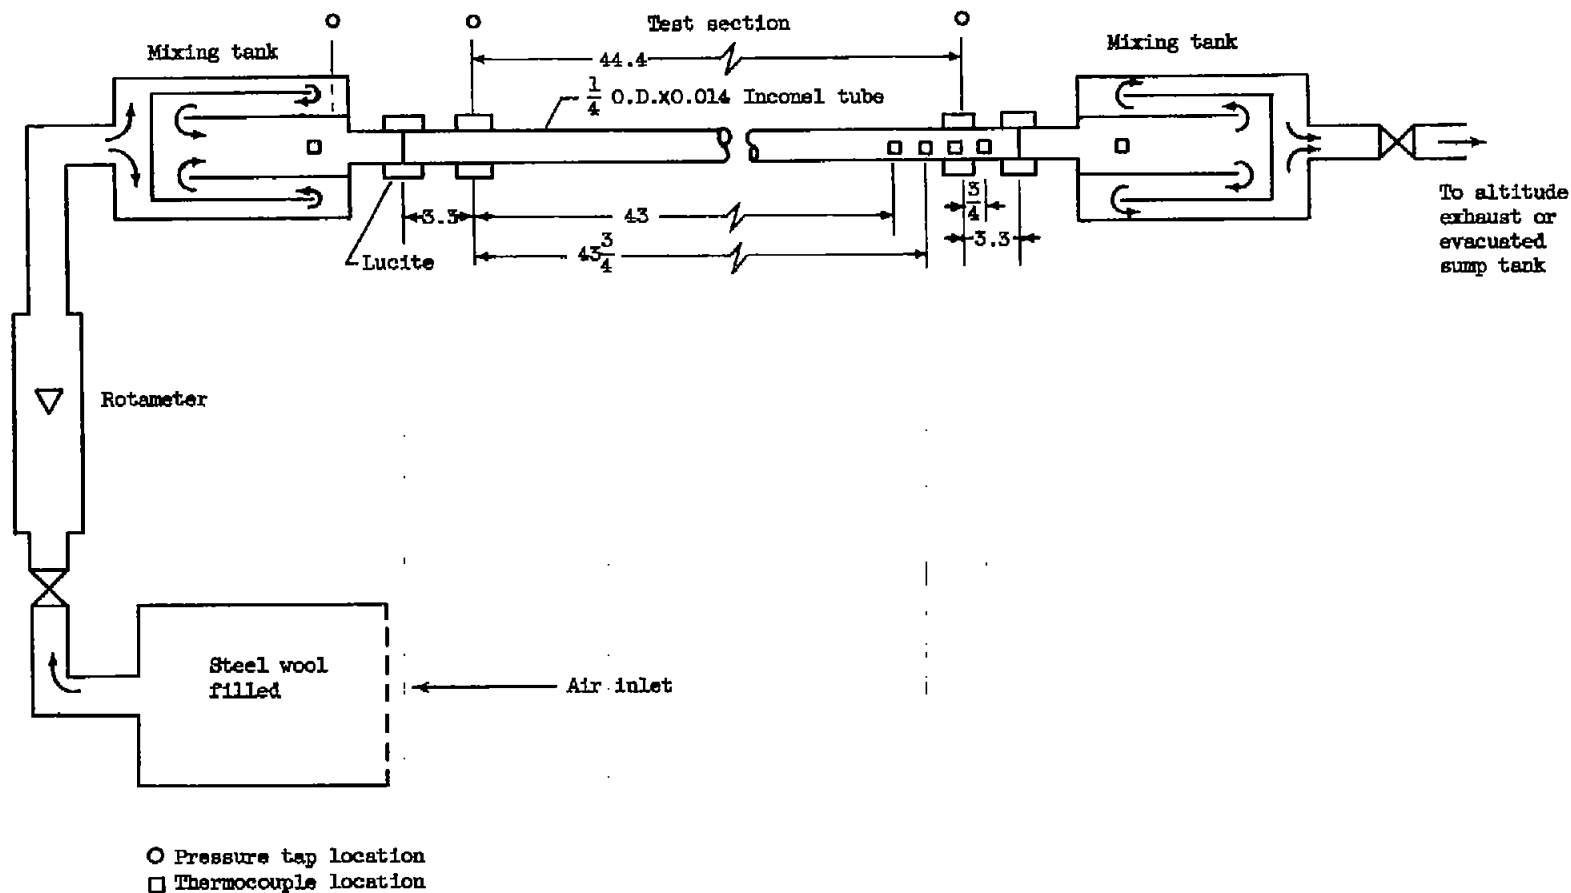 Test section
Mixing tank
Mixing tank
44.4
1/4 O.D.X0.014 Inconel tube
3.3
43
3/4
3.3
43 3/4
Lucite
To altitude
exhaust or
evacuated
sump tank
Rotameter
Steel wool
filled
Air inlet
Pressure tap location
Thermocouple location